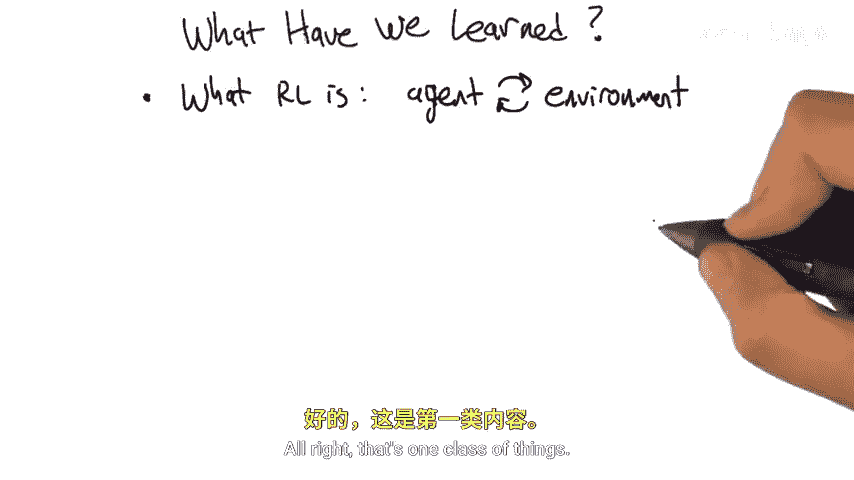 What Have We Learned ?
• What RL is : agent environment
好的，这是第一类内容。
All right, that's one class of things.